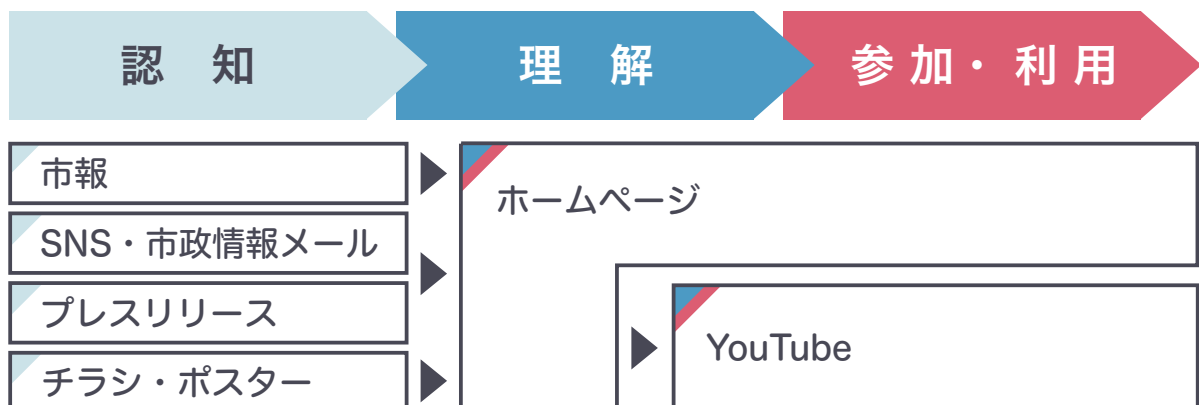 認 知
理 解
参加・利用
市報
SNS・市政情報メール
プレスリリース
チラシ・ポスター
ホームページ
YouTube